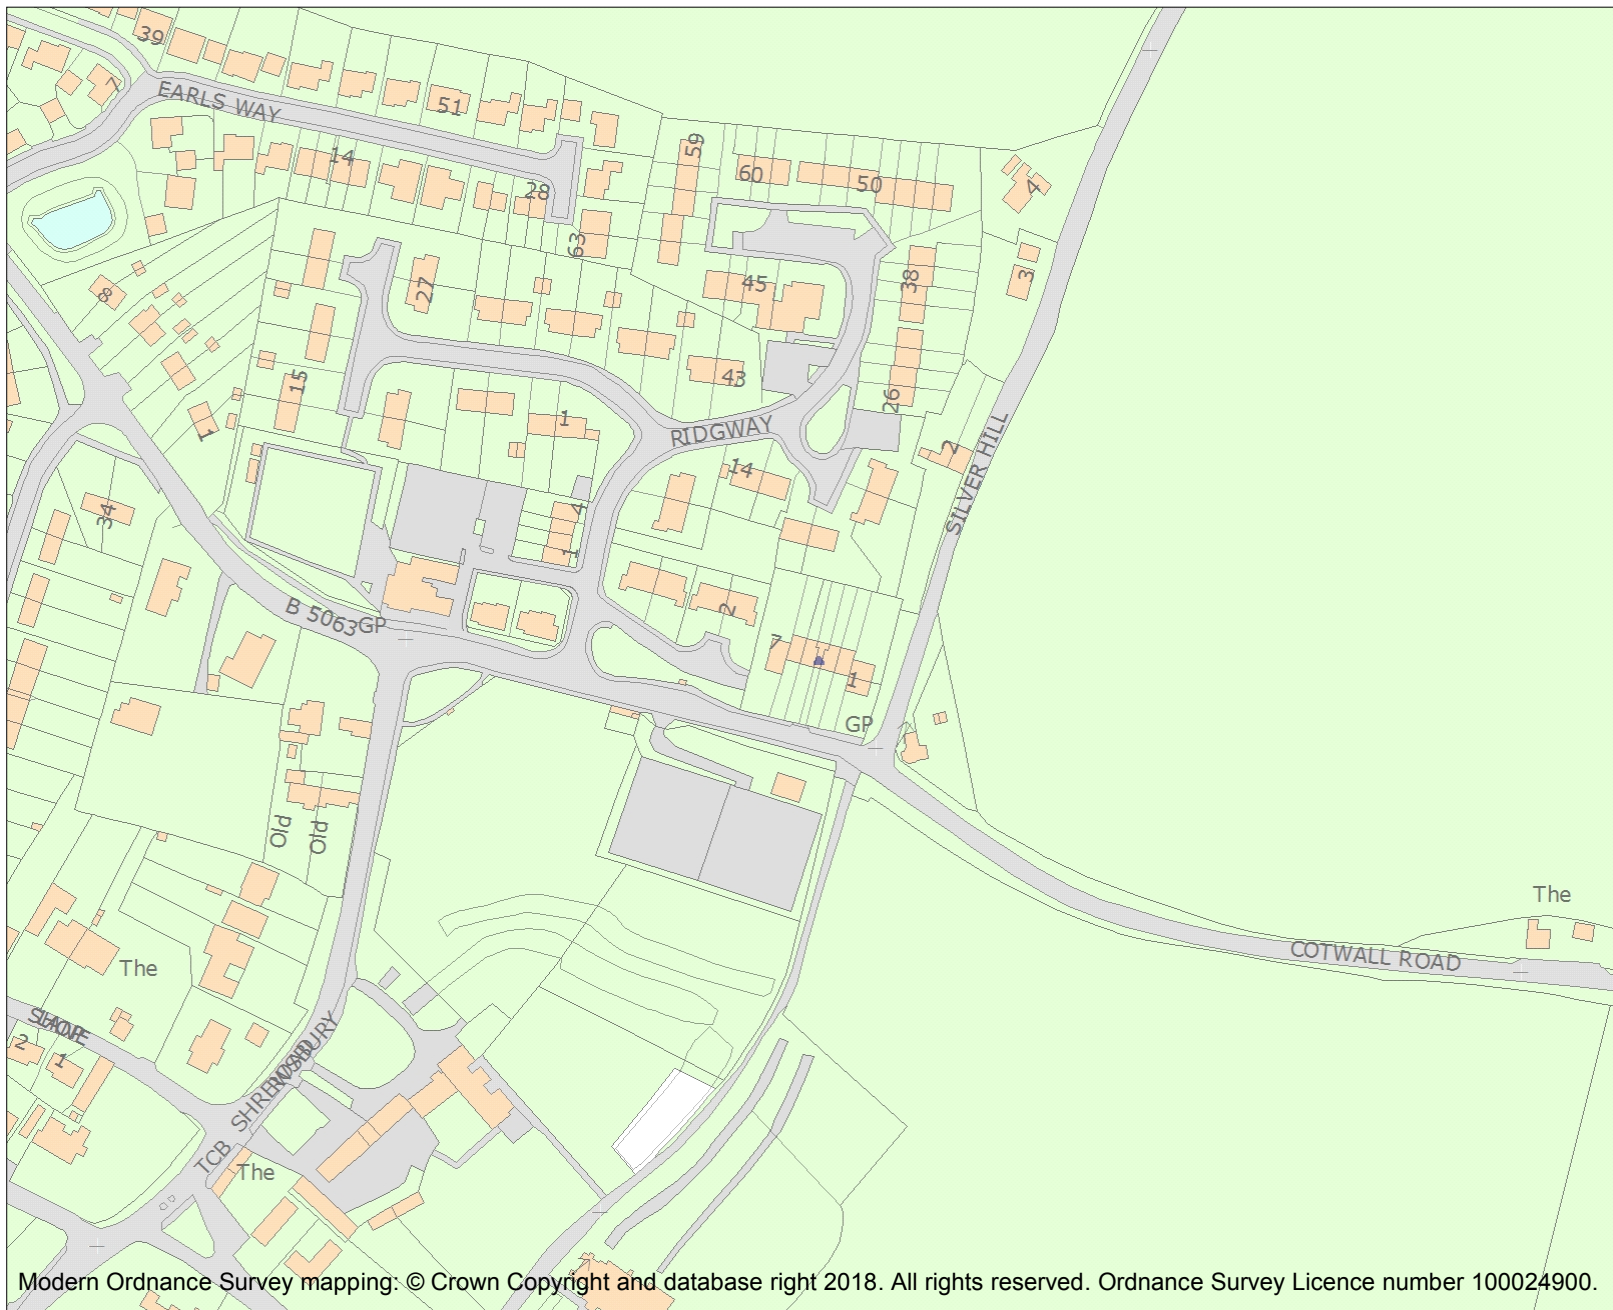 39
7
EARLS WAY
51
14
28
59
60
50
4
63
38
3
8
27
45
15
43
26
1
1
RIDGWAY
2
14
SILVER HILL
34
4
1
B 5063
GP
2
7
1
GP
Old
Old
The
COTWALL ROAD
The
SHREWSBURY
2
1
TCB
The
Modern Ordnance Survey mapping: © Crown Copyright and database right 2018. All rights reserved. Ordnance Survey Licence number 100024900.